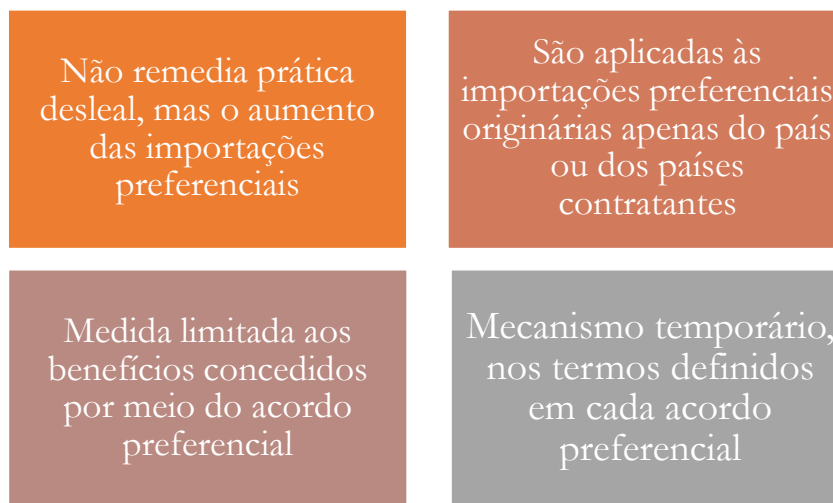 Não remedia prática
desleal, mas o aumento
das importações
preferenciais
São aplicadas às
importações preferenciais
originárias apenas do país
ou dos países
contratantes
Medida limitada aos
benefícios concedidos
por meio do acordo
preferencial
Mecanismo temporário,
nos termos definidos
em cada acordo
preferencial